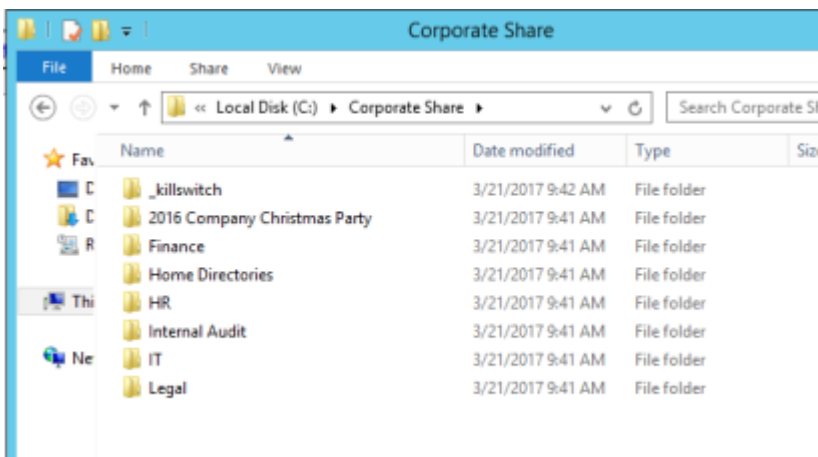 Corporate Share
File Home Share View
« Local Disk (C:) Corporate Share Search Corporate
Name Date modified Type
_killswitch 3/21/2017 9:42 AM File folder
2016 Company Christmas Party 3/21/2017 9:41 AM File folder
Finance 3/21/2017 9:41 AM File folder
Home Directories 3/21/2017 9:41 AM File folder
HR 3/21/2017 9:41 AM File folder
Internal Audit 3/21/2017 9:41 AM File folder
IT 3/21/2017 9:41 AM File folder
Legal 3/21/2017 9:41 AM File folder
Fav
D
D
R
Thi
Ne